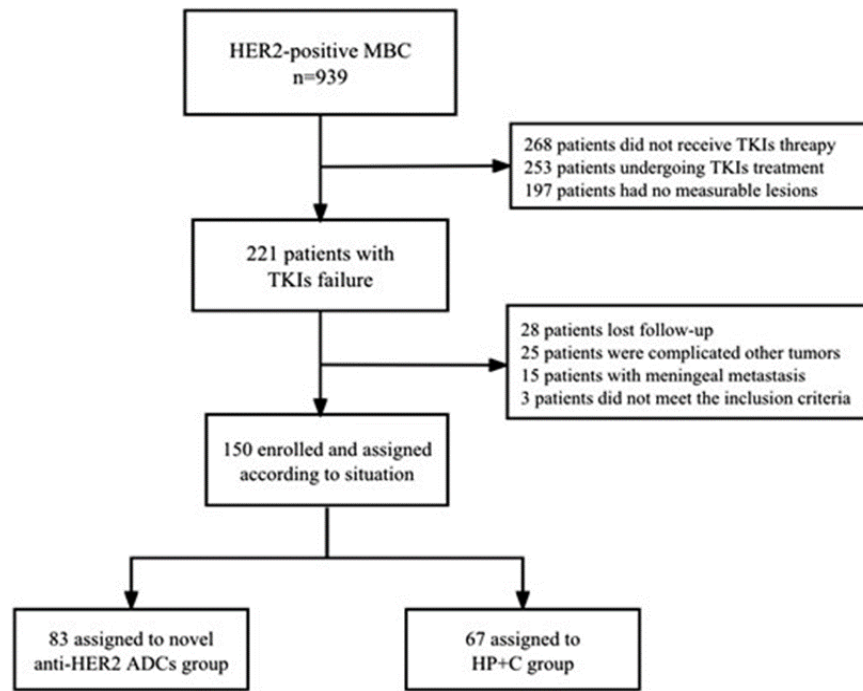 HER2-positive MBC
n=939
268 patients did not receive TKIs threapy
253 patients undergoing TKIs treatment
197 patients had no measurable lesions
221 patients with
TKIs failure
28 patients lost follow-up
25 patients were complicated other tumors
15 patients with meningeal metastasis
3 patients did not meet the inclusion criteria
150 enrolled and assigned
according to situation
83 assigned to novel
anti-HER2 ADCs group
67 assigned to
HP+C group